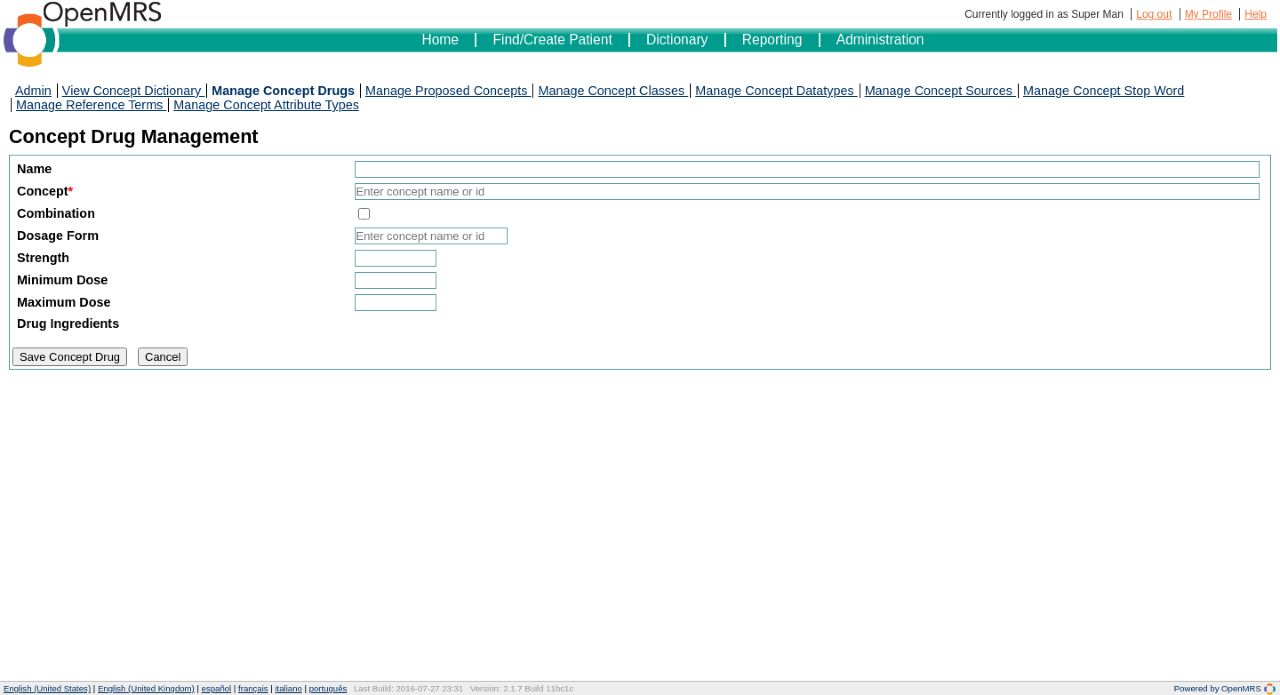 OpenMRS
Currently logged in as Super Man | Log out | My Profile | Help
Home | Find/Create Patient | Dictionary | Reporting | Administration
Admin | View Concept Dictionary | Manage Concept Drugs | Manage Proposed Concepts | Manage Concept Classes | Manage Concept Datatypes | Manage Concept Sources | Manage Concept Stop Word
| Manage Reference Terms | Manage Concept Attribute Types
Concept Drug Management
Name
Concept* Enter concept name or id
Combination
Dosage Form Enter concept name or id
Strength
Minimum Dose
Maximum Dose
Drug Ingredients
Save Concept Drug Cancel
English (United States) | English (United Kingdom) | español | français | italiano | português Last Build: 2016-07-27 23:31 Version: 2.1.7 Build 11bc1c Powered by OpenMRS